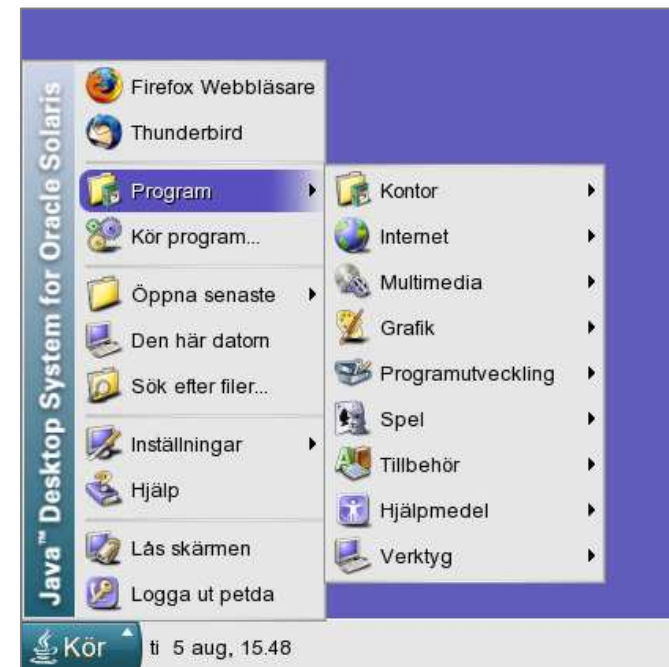 Java™ Desktop System for Oracle Solaris
Firefox Webbläsare
Thunderbird
Program
Kör program...
Öppna senaste
Den här datorn
Sök efter filer...
Inställningar
Hjälp
Lås skärmen
Logga ut petda
Kontor
Internet
Multimedia
Grafik
Programutveckling
Spel
Tillbehör
Hjälpmedel
Verktyg
Kör
ti 5 aug, 15.48